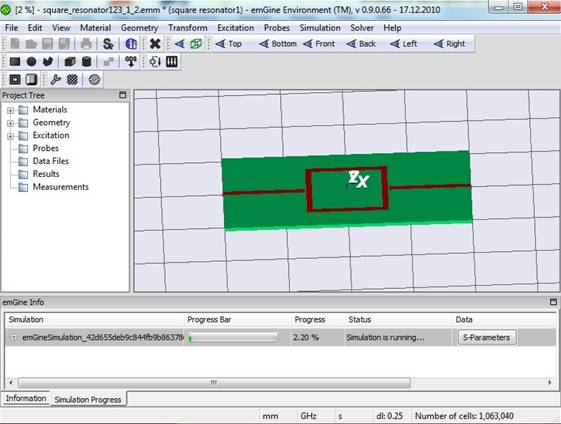 [2 %] - square_resonator123_1_2.emm * (square resonator1) - emGine Environment (TM), v 0.9.0.66 - 17.12.2010
File Edit View Material Geometry Transform Excitation Probes Simulation Solver Help
Top Bottom Front Back Left Right
GDS
Project Tree
Materials
Geometry
Excitation
Probes
Data Files
Results
Measurements
X
emGine Info
Simulation Progress Bar Progress Status Data
emGineSimulation_42d655deb9c844fb9b86378 2.20 % Simulation is running... S-Parameters
Information Simulation Progress
mm GHz s dl: 0.25 Number of cells: 1,063,040